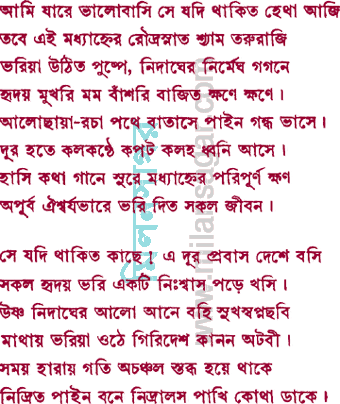 আমি যারে ভালোবাসি সে যদি থাকিত হেথা আজি
তবে এই মধ্যাহ্নের রৌদ্রস্নাত শ্যাম তরুরাজি
ভরিয়া উঠিত পুষ্পে, নিদাঘের নির্মেঘ গগনে
হৃদয় মুখরি মম বাঁশরি বাজিত ক্ষণে ক্ষণে ।
আলোছায়া-রচা পথে বাতাসে পাইন গন্ধ ভাসে ।
দূর হতে কলকণ্ঠে কপট কলহ ধ্বনি আসে ।
হাসি কথা গানে সুরে মধ্যাহ্নের পরিপূর্ণ ক্ষণ
অপূর্ব ঐশ্বর্যভারে ভরি দিত সকল জীবন ।
সে যদি থাকিত কাছে ! এ দূর প্রবাস দেশে বসি
সকল হৃদয় ভরি একটি নিঃশ্বাস পড়ে খসি ।
উষ্ণ নিদাঘের আলো আনে বহি সুখস্বপ্নছবি
মাথায় ভরিয়া ওঠে গিরিদেশ কানন অটবী ।
সময় হারায় গতি অচঞ্চল স্তব্ধ হয়ে থাকে
নিদ্রিত পাইন বনে নিদ্রালস পাখি কোথা ডাকে ।
মিলনসাগর
www.milansagar.com